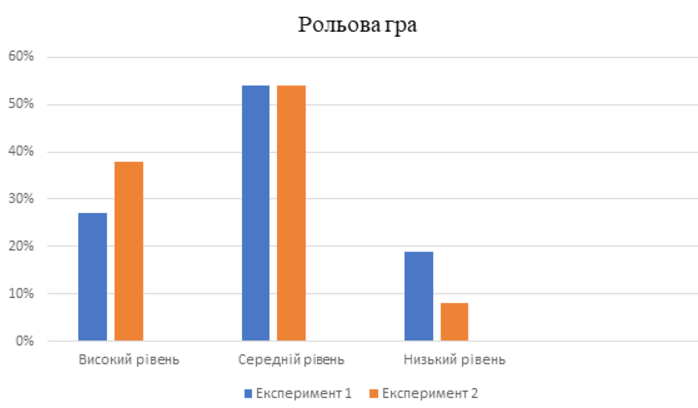 Рольова гра
60%
50%
40%
30%
20%
10%
0%
Високий рівень
Середній рівень
Низький рівень
Експеримент 1
Експеримент 2